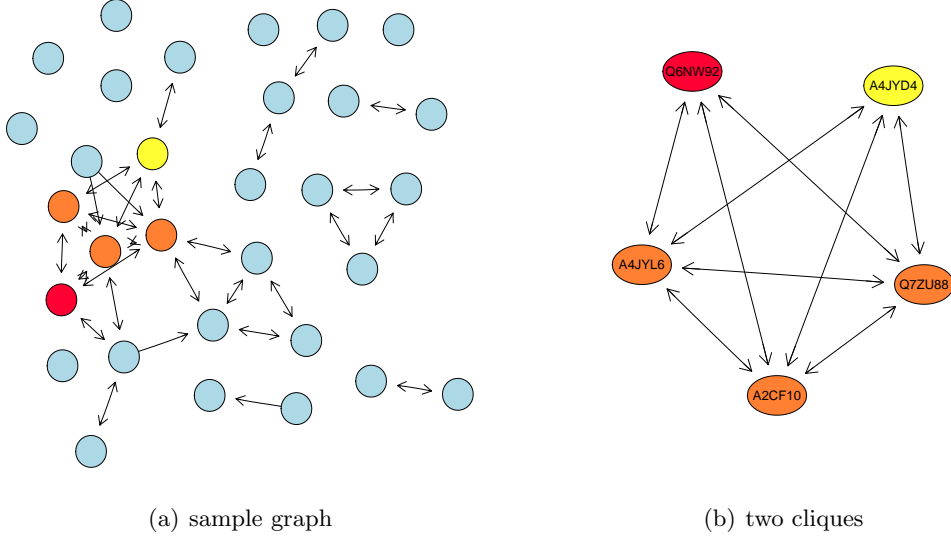 Q6NW92
A4JYD4
A4JYL6
Q7ZU88
A2CF10
(a) sample graph
(b) two cliques